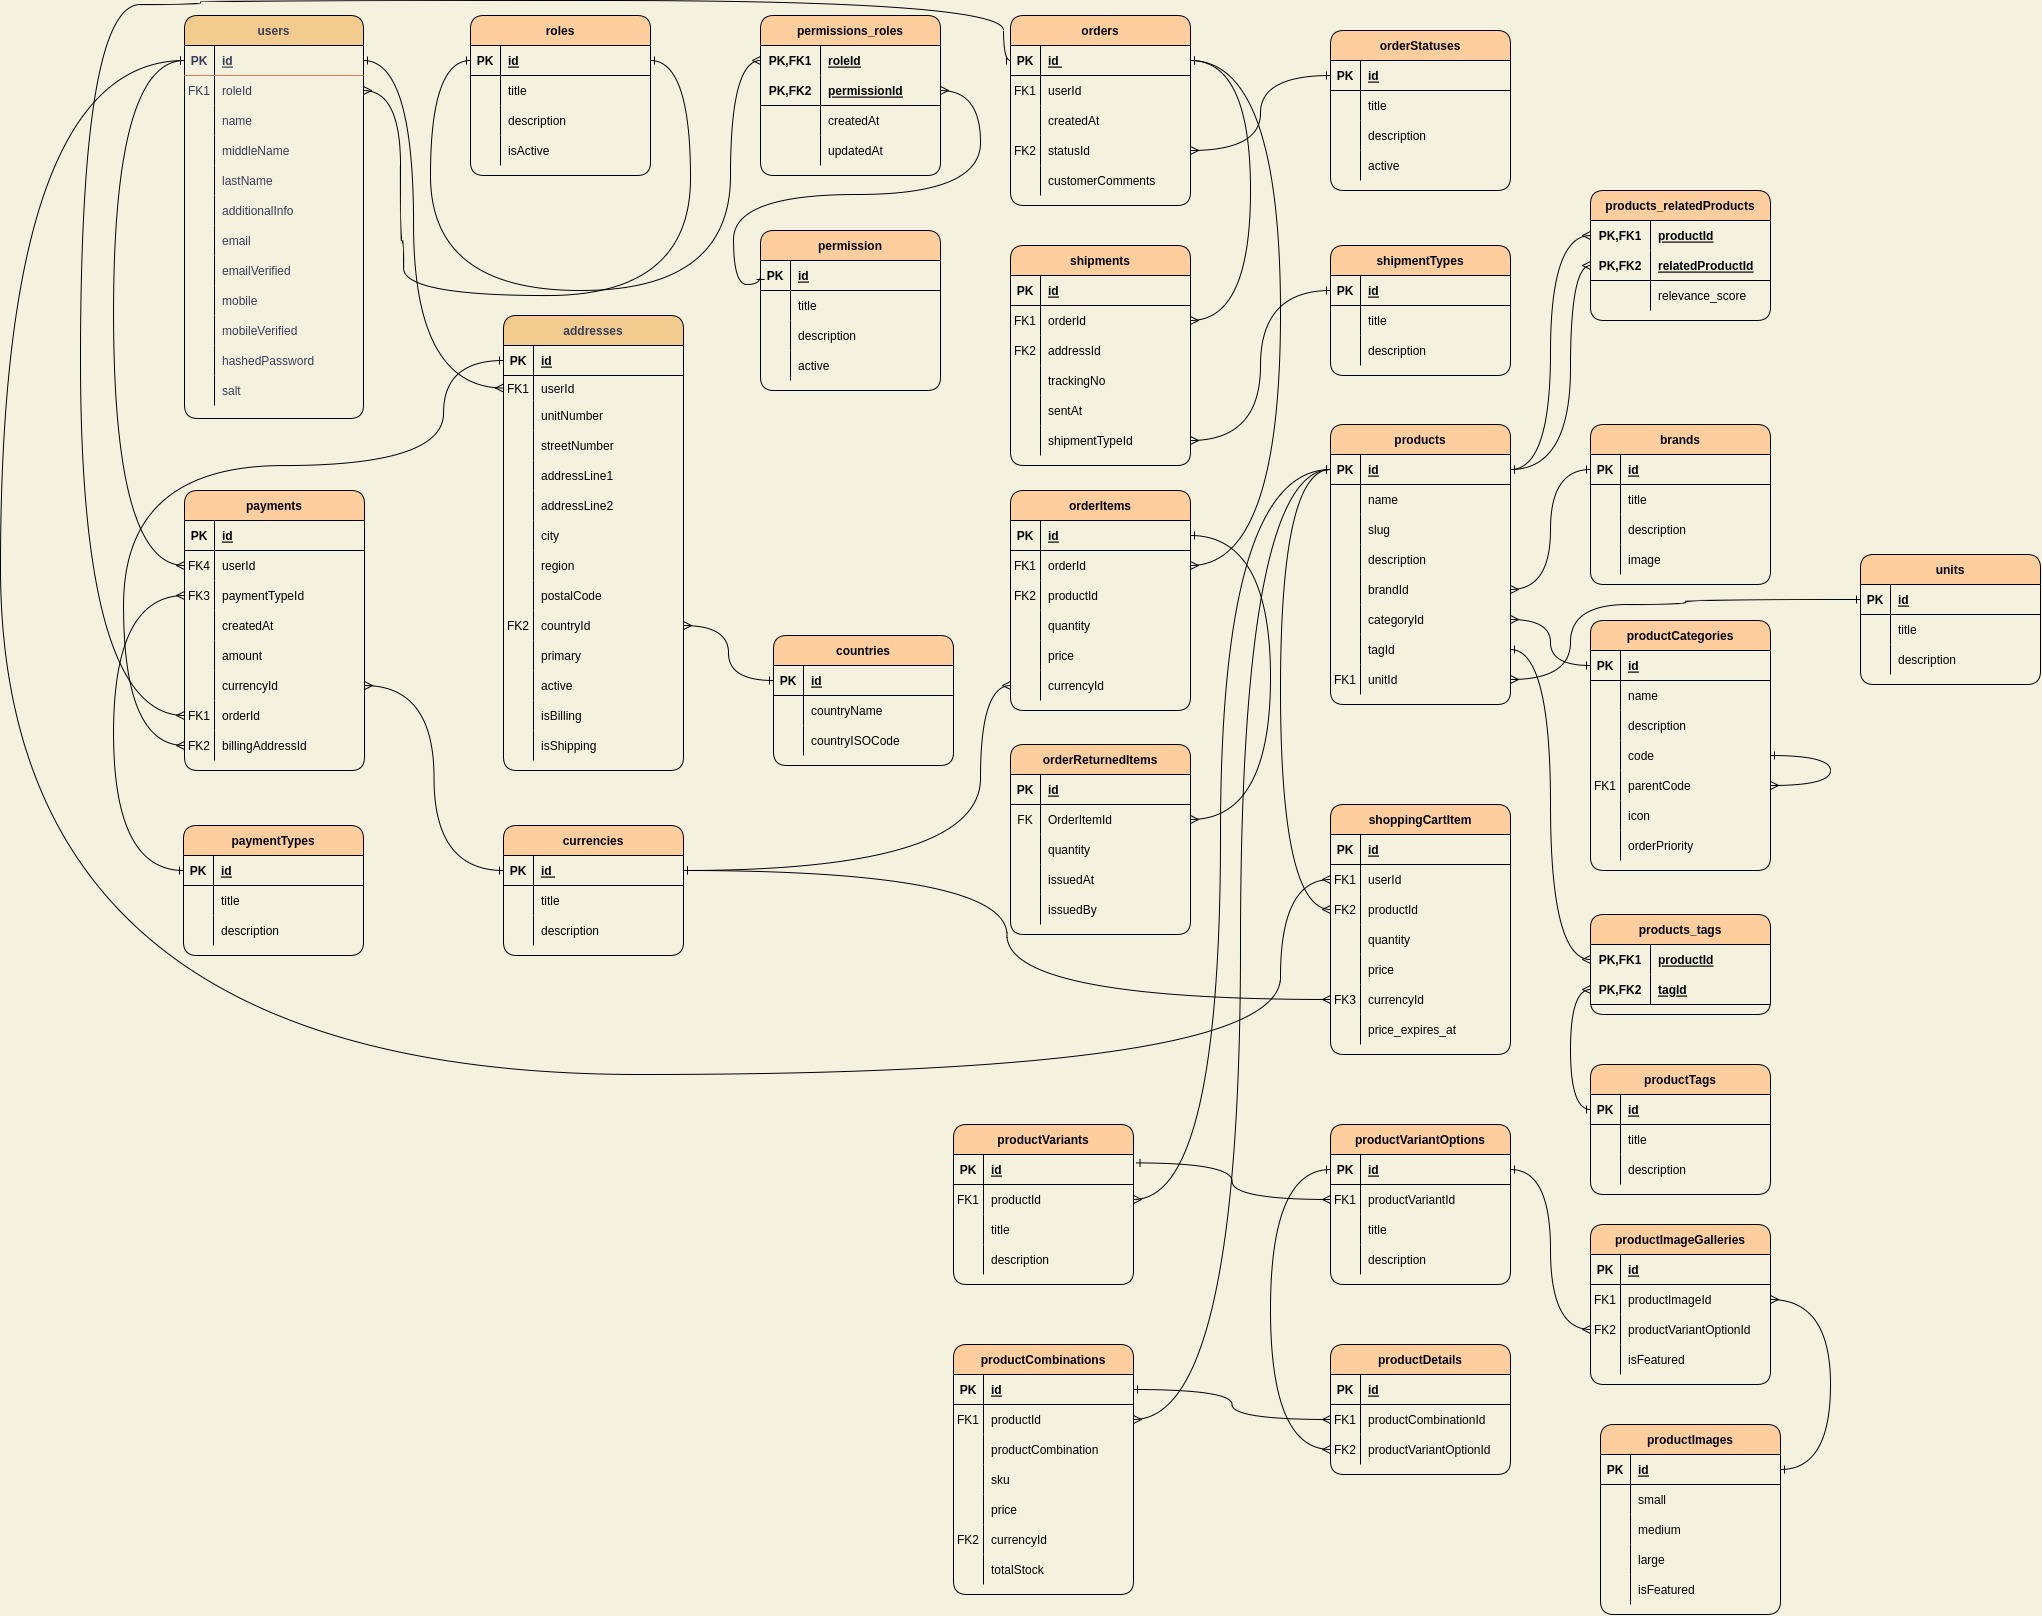 users
PK id
FK1 roleId
name
middleName
lastName
additionalInfo
email
emailVerified
mobile
mobileVerified
hashedPassword
salt
roles
PK id
title
description
isActive
permissions_roles
PK,FK1 roleId
PK,FK2 permissionId
createdAt
updatedAt
orders
PK id
FK1 userId
createdAt
FK2 statusId
customerComments
orderStatuses
PK id
title
description
active
products_relatedProducts
PK,FK1 productId
PK,FK2 relatedProductId
relevance_score
permission
PK id
title
description
active
shipments
PK id
FK1 orderId
FK2 addressId
trackingNo
sentAt
shipmentTypeId
shipmentTypes
PK id
title
description
addresses
PK id
FK1 userId
unitNumber
streetNumber
addressLine1
addressLine2
city
region
postalCode
FK2 countryId
primary
active
isBilling
isShipping
products
PK id
name
slug
description
brandId
categoryId
tagId
FK1 unitId
brands
PK id
title
description
image
units
PK id
title
description
payments
PK id
FK4 userId
FK3 paymentTypeId
createdAt
amount
currencyId
FK1 orderId
FK2 billingAddressId
orderItems
PK id
FK1 orderId
FK2 productId
quantity
price
currencyId
countries
PK id
countryName
countryISOCode
productCategories
PK id
name
description
code
FK1 parentCode
icon
orderPriority
orderReturnedItems
PK id
FK OrderItemId
quantity
issuedAt
issuedBy
shoppingCartItem
PK id
FK1 userId
FK2 productId
quantity
price
FK3 currencyId
price_expires_at
paymentTypes
PK id
title
description
currencies
PK id
title
description
products_tags
PK,FK1 productId
PK,FK2 tagId
productTags
PK id
title
description
productVariants
PK id
FK1 productId
title
description
productVariantOptions
PK id
FK1 productVariantId
title
description
productImageGalleries
PK id
FK1 productImageId
FK2 productVariantOptionId
isFeatured
productCombinations
PK id
FK1 productId
productCombination
sku
price
FK2 currencyId
totalStock
productDetails
PK id
FK1 productCombinationId
FK2 productVariantOptionId
productImages
PK id
small
medium
large
isFeatured